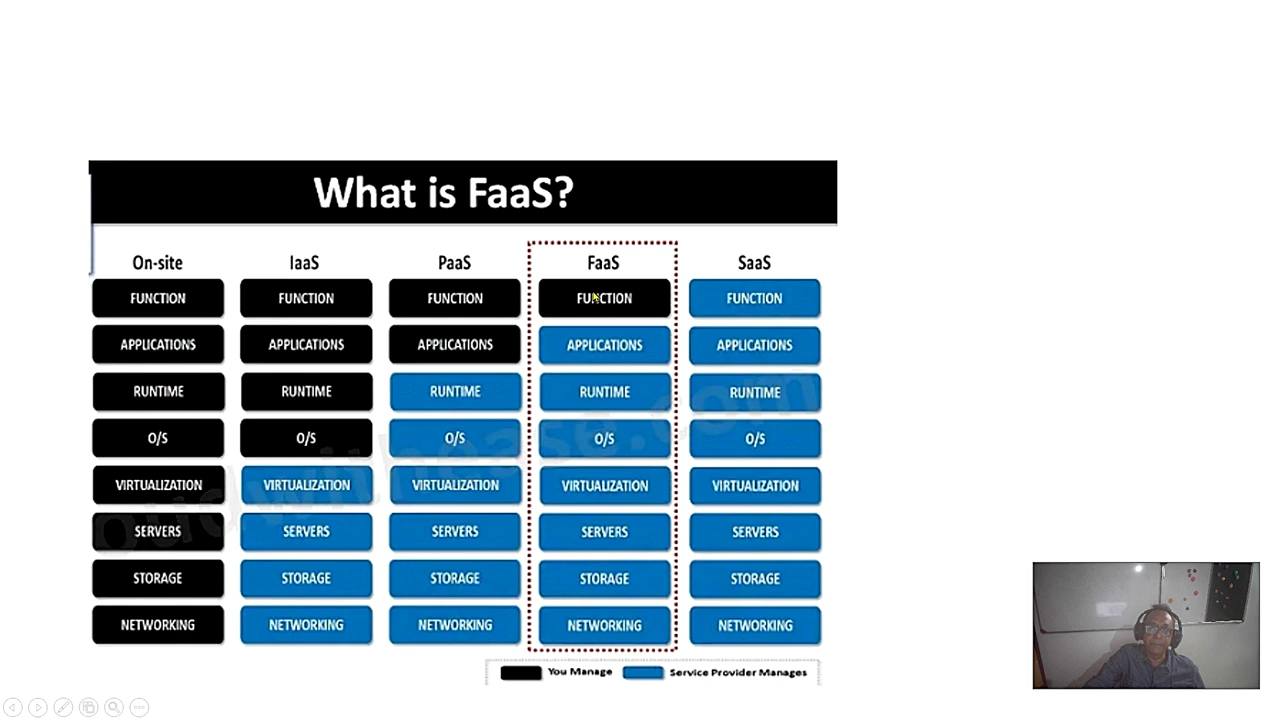 What is FaaS?
On-site IaaS PaaS FaaS SaaS
FUNCTION FUNCTION FUNCTION FUNCTION FUNCTION
APPLICATIONS APPLICATIONS APPLICATIONS APPLICATIONS APPLICATIONS
RUNTIME RUNTIME RUNTIME RUNTIME RUNTIME
O/S O/S O/S O/S O/S
VIRTUALIZATION VIRTUALIZATION VIRTUALIZATION VIRTUALIZATION VIRTUALIZATION
SERVERS SERVERS SERVERS SERVERS SERVERS
STORAGE STORAGE STORAGE STORAGE STORAGE
NETWORKING NETWORKING NETWORKING NETWORKING NETWORKING
You Manage Service Provider Manages
oudwithease.com